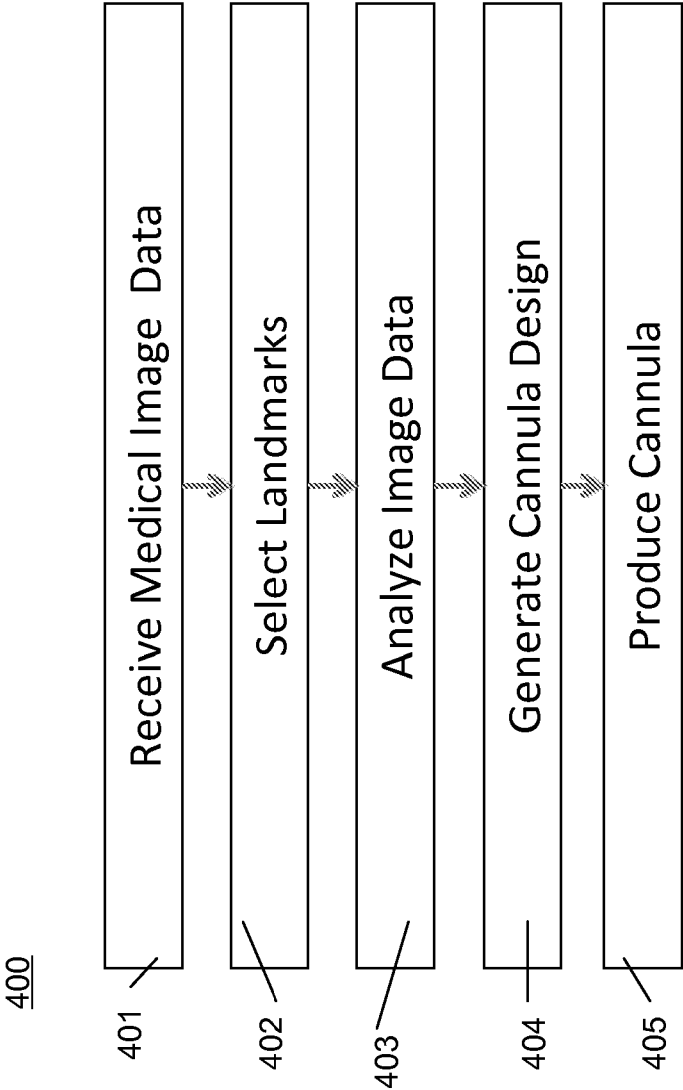 400
401
Receive Medical Image Data
402
Select Landmarks
403
Analyze Image Data
404
Generate Cannula Design
405
Produce Cannula